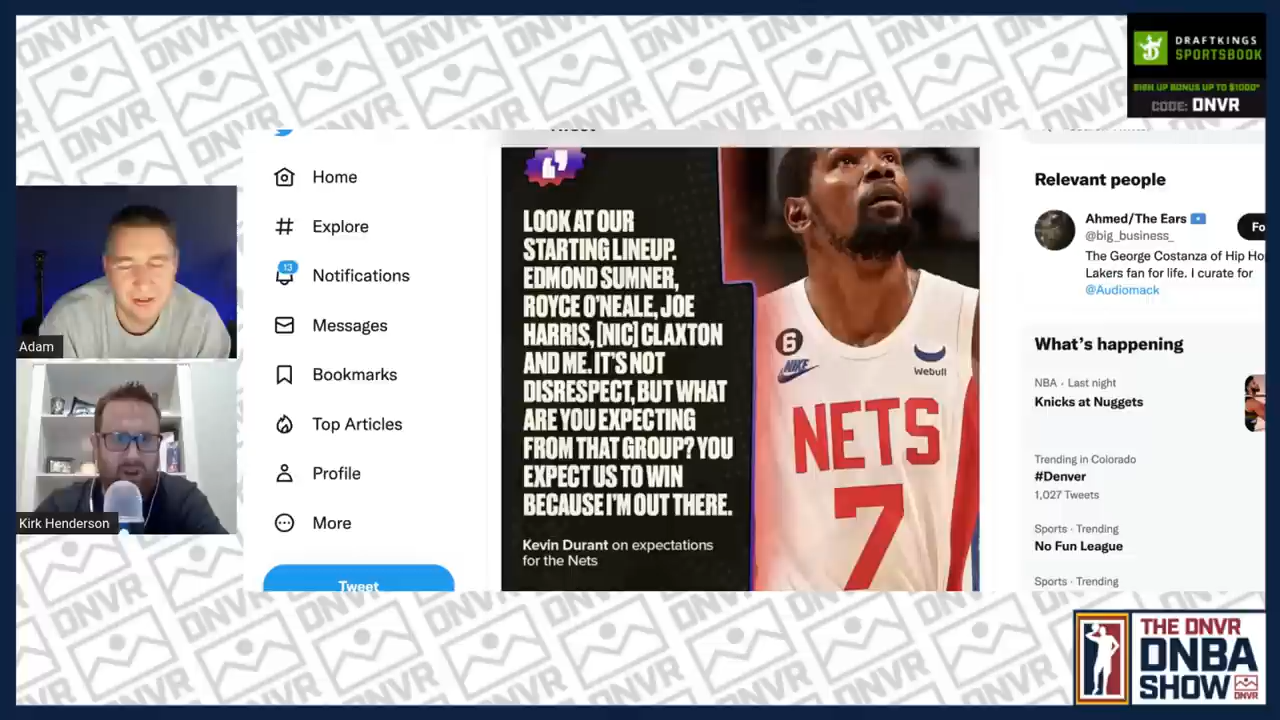 DRAFTKINGS
SPORTSBOOK
SIGN UP BONUS UP TO $1000*
CODE: DNVR
Home
Explore
13
Notifications
Messages
Bookmarks
Top Articles
Profile
More
Tweet
Adam
Kirk Henderson
LOOK AT OUR
STARTING LINEUP.
EDMOND SUMNER,
ROYCE O'NEALE, JOE
HARRIS, [NIC] CLAXTON
AND ME. IT'S NOT
DISRESPECT, BUT WHAT
ARE YOU EXPECTING
FROM THAT GROUP? YOU
EXPECT US TO WIN
BECAUSE I'M OUT THERE.
Kevin Durant on expectations
for the Nets
6
NIKE
Webull
NETS
7
Relevant people
Ahmed/The Ears
@big_business_
Fo
The George Costanza of Hip Ho
Lakers fan for life. I curate for
@Audiomack
What's happening
NBA · Last night
Knicks at Nuggets
Trending in Colorado
#Denver
1,027 Tweets
Sports · Trending
No Fun League
Sports · Trending
THE DNVR
DNBA
SHOW
DNVR